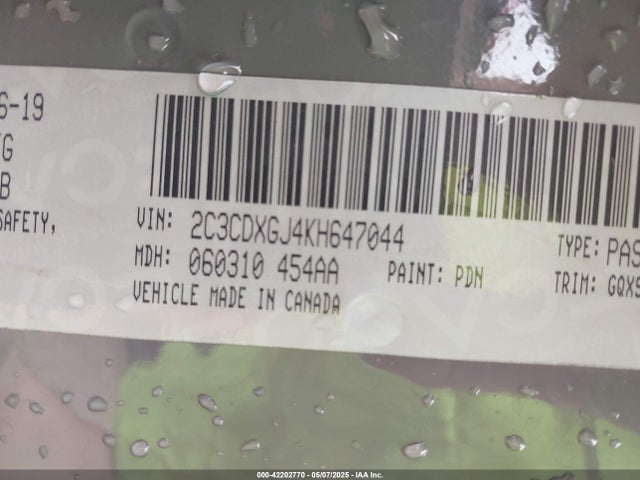 6-19
G
B
SAFETY,
VIN: 2C3CDXGJ4KH647044
TYPE: PAS
MDH: 060310 454AA
PAINT: PDN
TRIM: GQXS
VEHICLE MADE IN CANADA
000-42202770 - 05/07/2025 - IAA Inc.